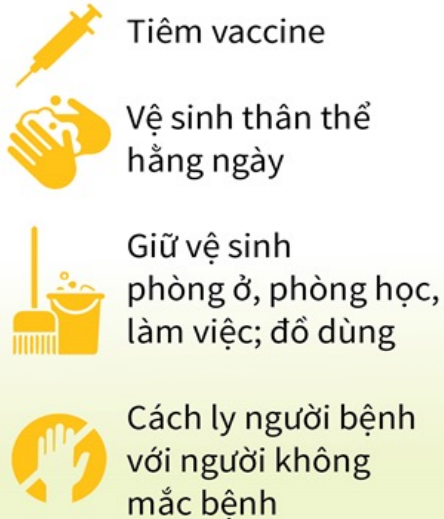 Tiêm vaccine
Vệ sinh thân thể
hằng ngày
Giữ vệ sinh
phòng ở, phòng học,
làm việc; đồ dùng
Cách ly người bệnh
với người không
mắc bệnh